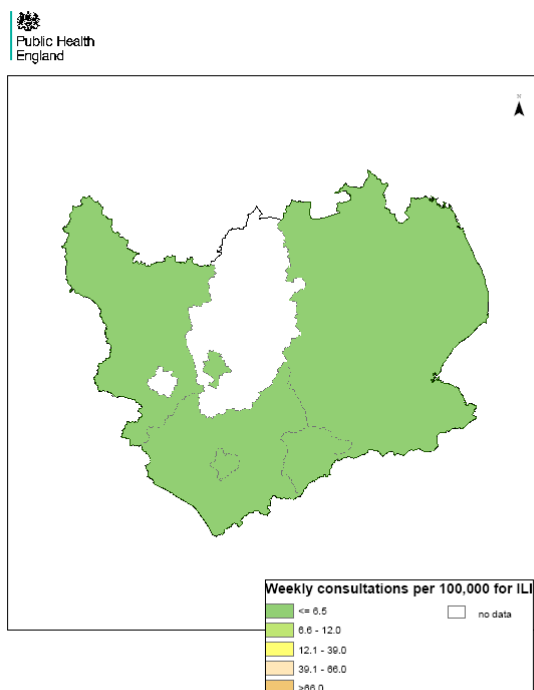 Public Health
England
N
Weekly consultations per 100,000 for ILI
<= 6.5
no data
6.6 - 12.0
12.1 - 39.0
39.1 - 66.0
>66.0